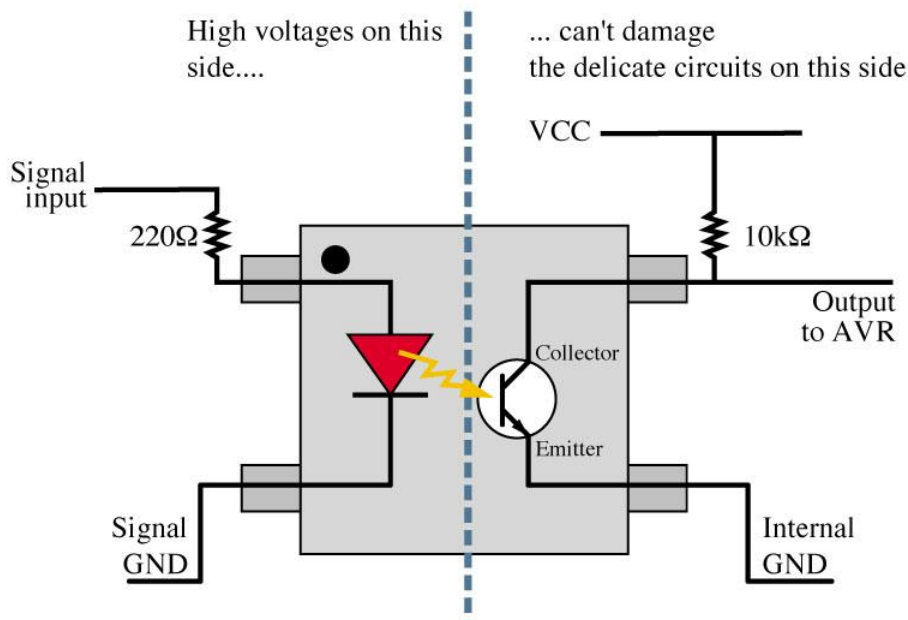 High voltages on this
side....
... can't damage
the delicate circuits on this side
VCC
Signal
input
220Ω
10kΩ
Output
to AVR
Collector
Emitter
Signal
GND
Internal
GND